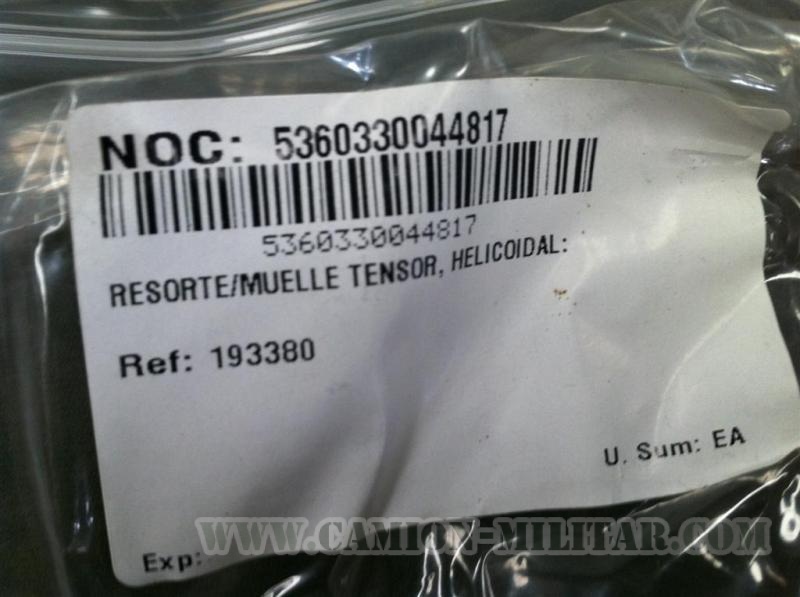 NOC: 5360330044817
5360330044817
RESORTE/MUELLE TENSOR, HELICOIDAL:
Ref: 193380
U. Sum: EA
WWW.CAMION-MILITAR.COM
Exp: